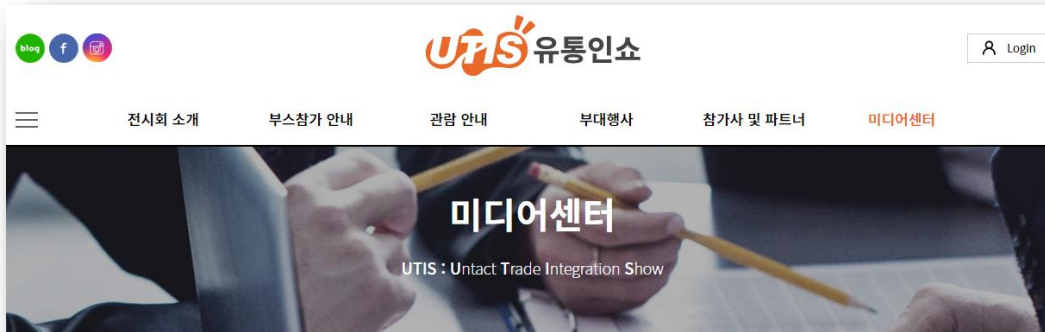 blog
UTIS 유통인쇼
Login
전시회 소개 부스참가 안내 관람 안내 부대행사 참가사 및 파트너 미디어센터
미디어센터
UTIS : Untact Trade Integration Show